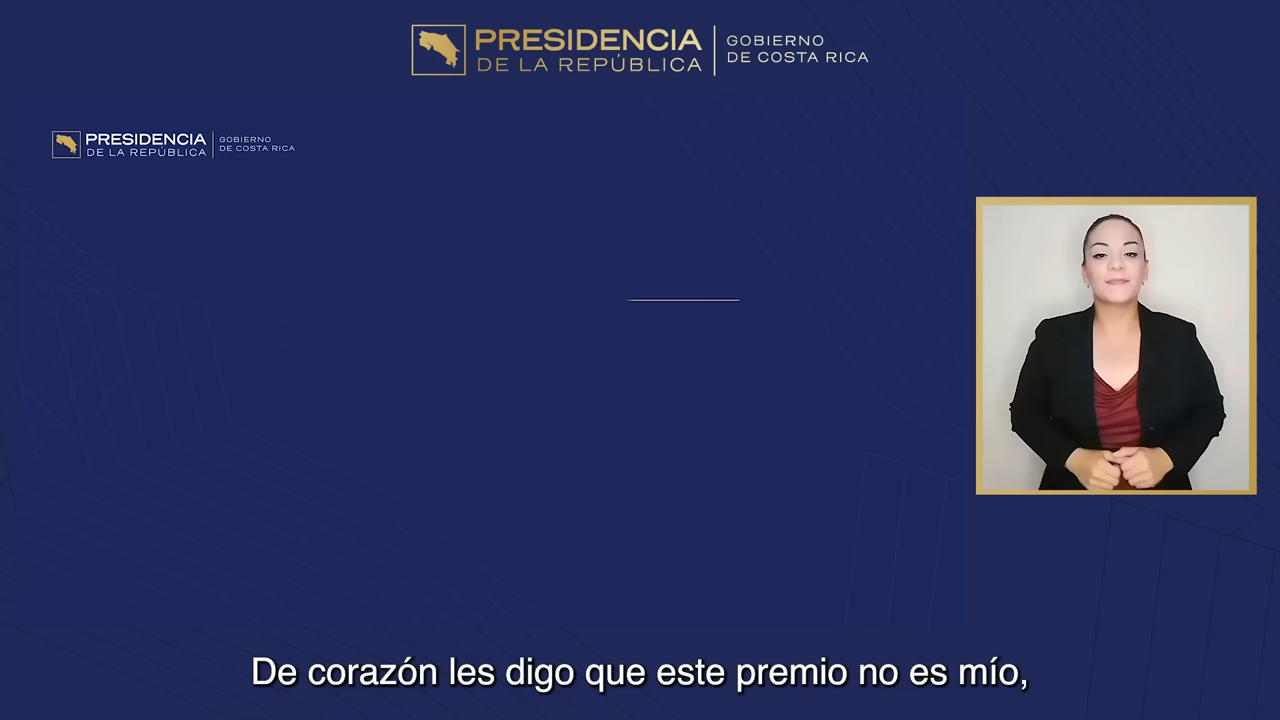 PRESIDENCIA
DE LA REPÚBLICA
GOBIERNO
DE COSTA RICA
PRESIDENCIA
DE LA REPÚBLICA
GOBIERNO
DE COSTA RICA
De corazón les digo que este premio no es mío,